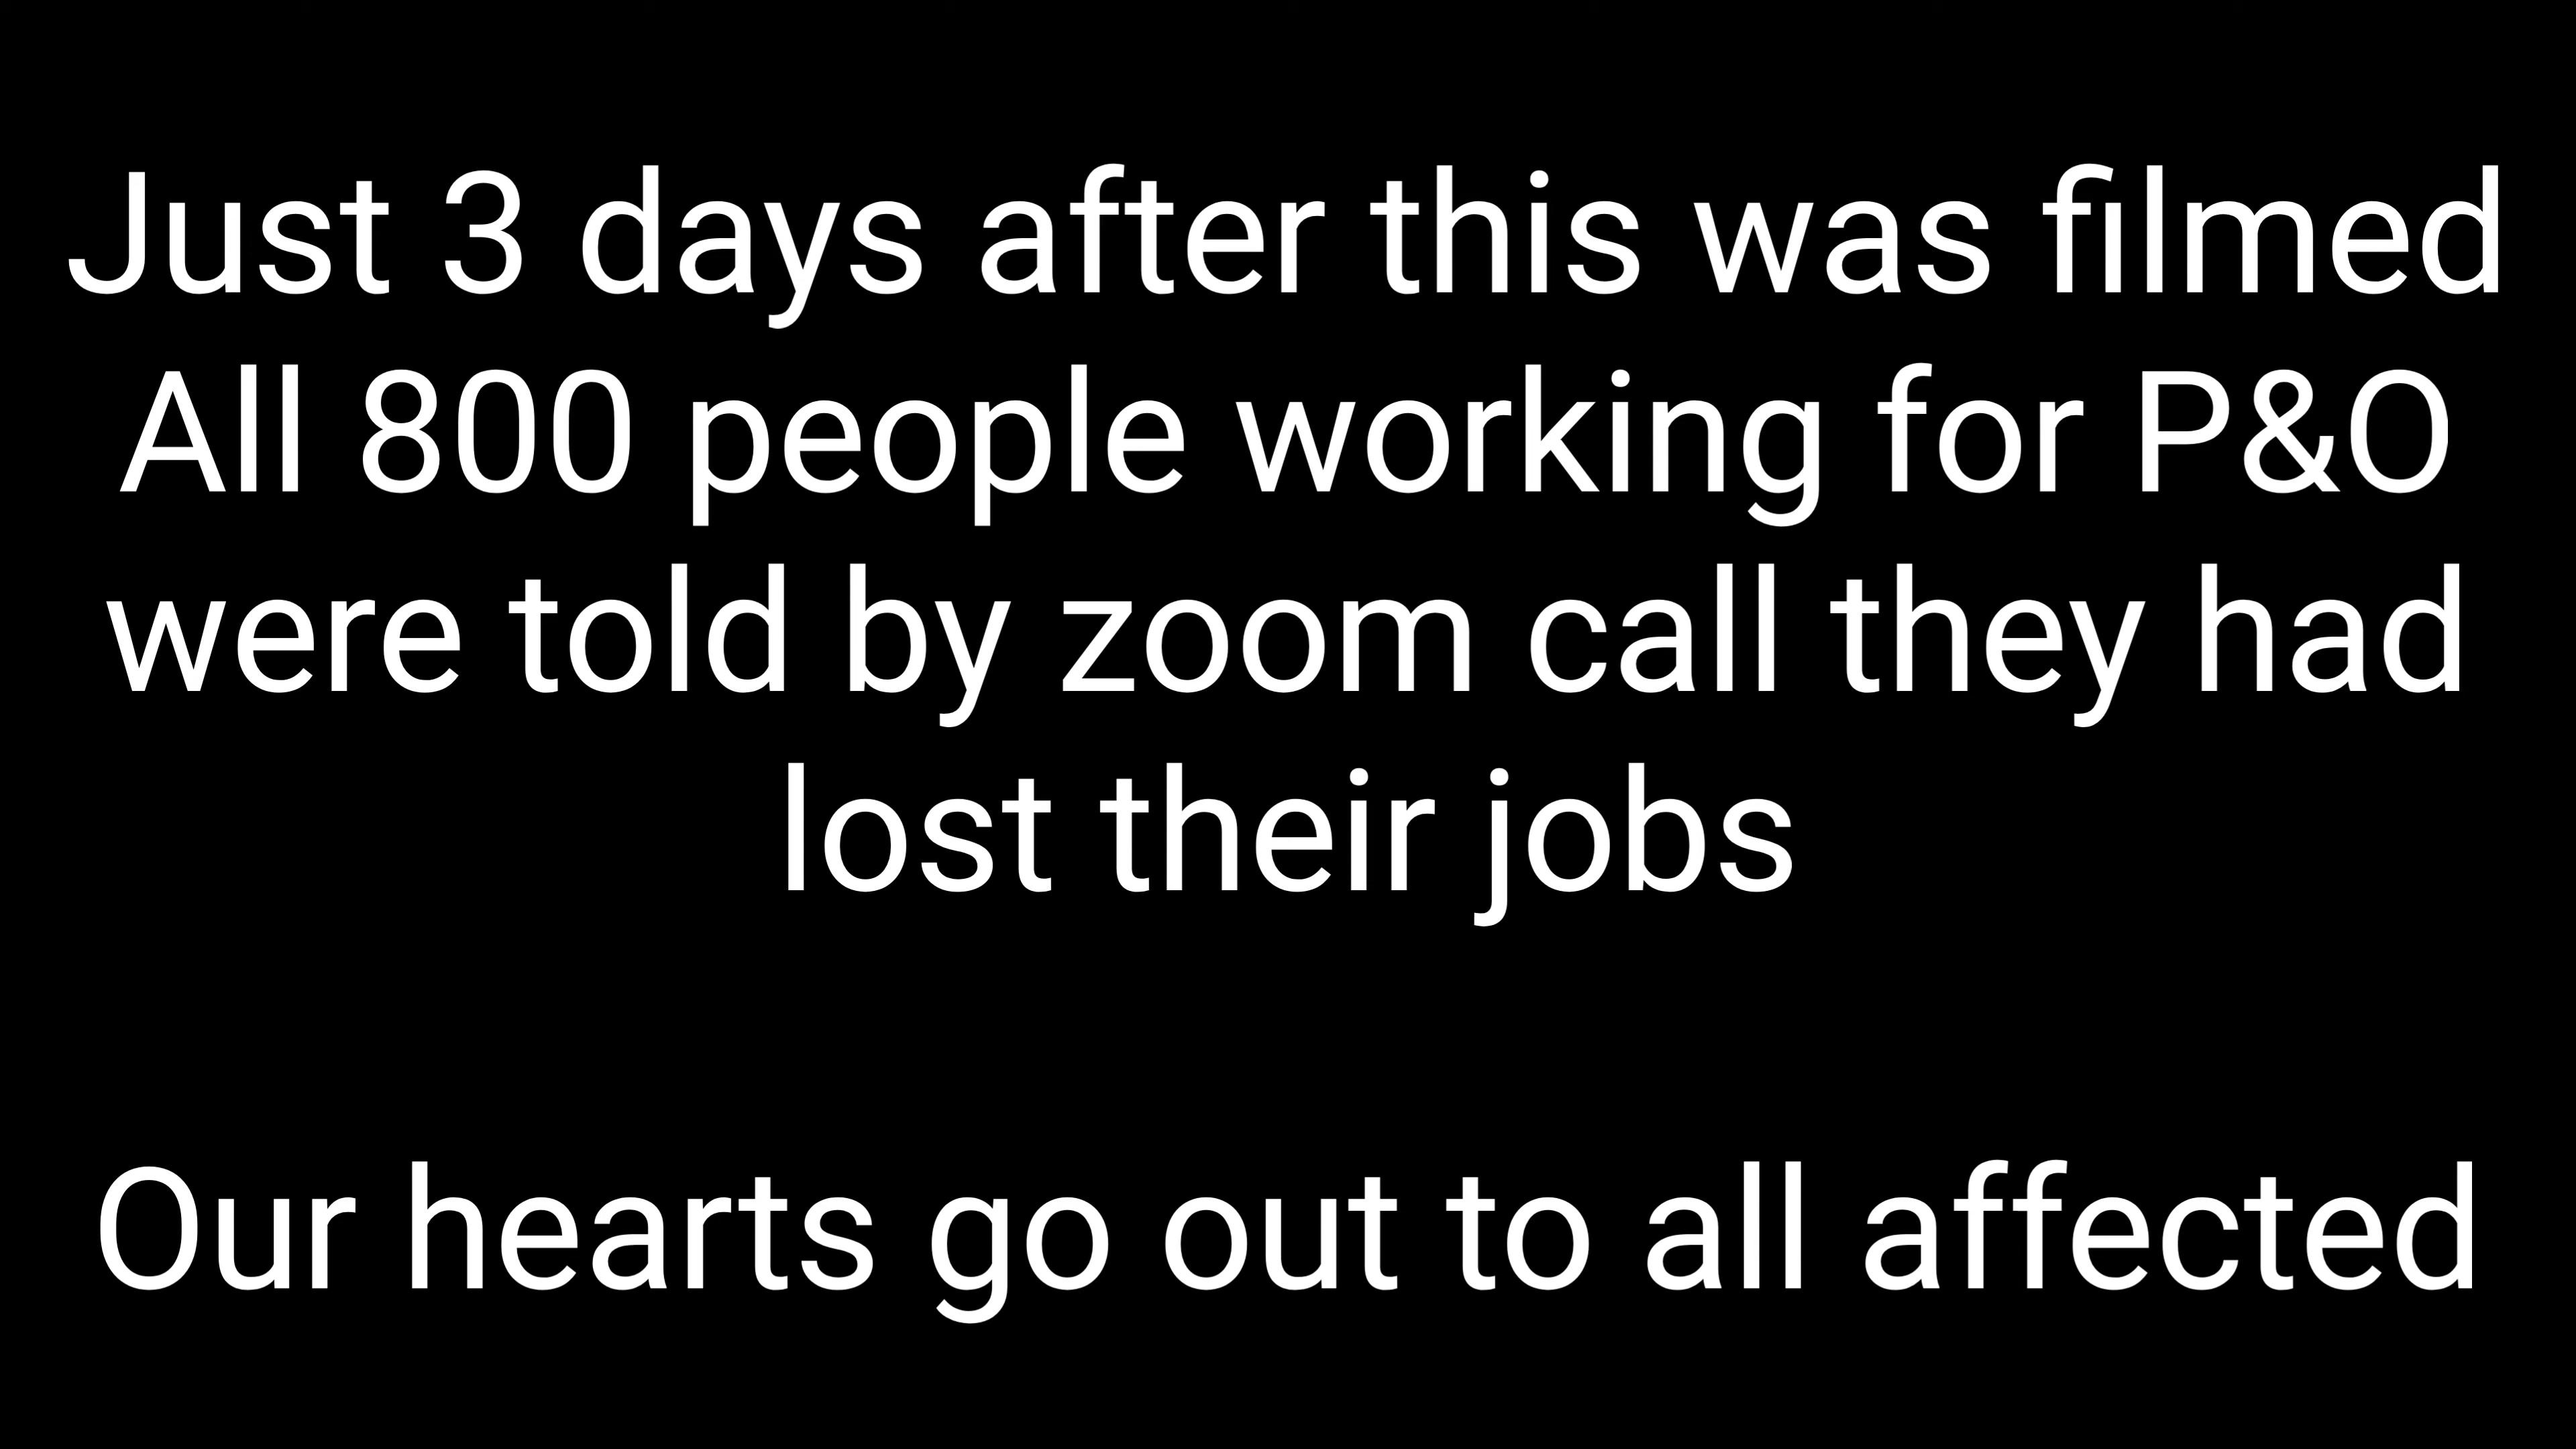 Just 3 days after this was filmed
All 800 people working for P&O
were told by zoom call they had
lost their jobs
Our hearts go out to all affected